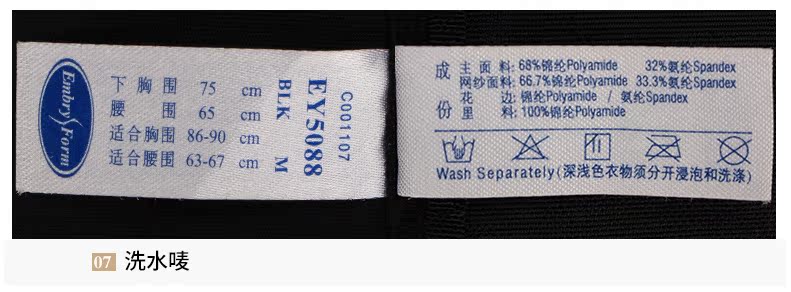 Embry Form
下胸围 75 cm
腰围 65 cm
适合胸围 86-90 cm
适合腰围 63-67 cm
BLK M
EY5088
C001107
成份
主面料: 68%锦纶Polyamide 32%氨纶Spandex
网纱面料: 66.7%锦纶Polyamide 33.3%氨纶Spandex
花边: 锦纶Polyamide / 氨纶Spandex
里料: 100%锦纶Polyamide
Wash Separately(深浅色衣物须分开浸泡和洗涤)
07 洗水唛